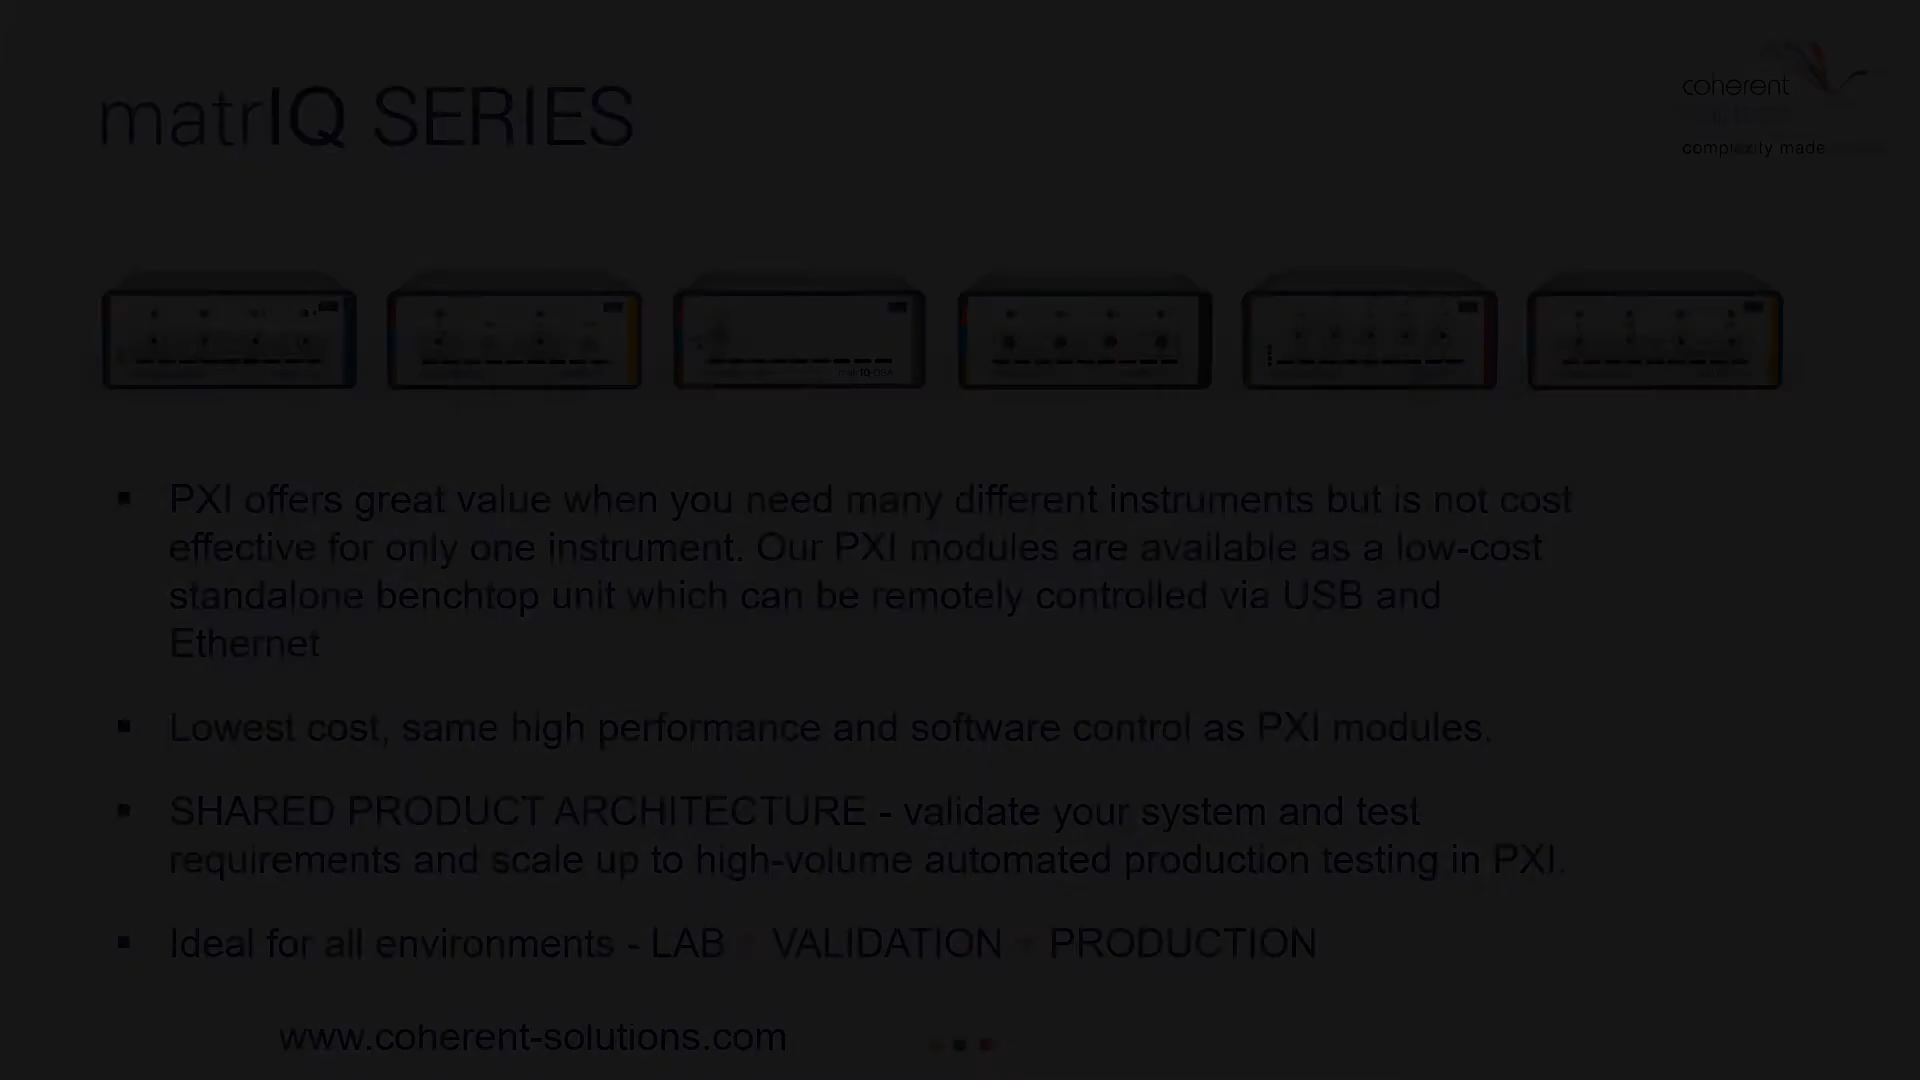 matrIQ SERIES
coherent
complexity made
matrIQ-OSA
▪ PXI offers great value when you need many different instruments but is not cost
effective for only one instrument. Our PXI modules are available as a low-cost
standalone benchtop unit which can be remotely controlled via USB and
Ethernet
▪ Lowest cost, same high performance and software control as PXI modules.
▪ SHARED PRODUCT ARCHITECTURE - validate your system and test
requirements and scale up to high-volume automated production testing in PXI.
▪ Ideal for all environments - LAB VALIDATION PRODUCTION
www.coherent-solutions.com